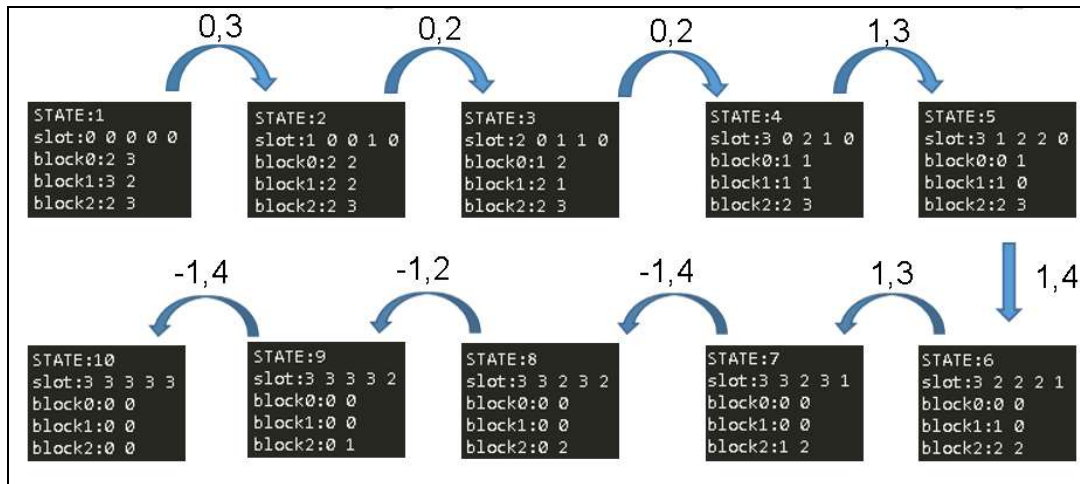 0,3
0,2
0,2
1,3
STATE:1
slot:0 0 0 0 0
block0:2 3
block1:3 2
block2:2 3
STATE:2
slot:1 0 0 1 0
block0:2 2
block1:2 2
block2:2 3
STATE:3
slot:2 0 1 1 0
block0:1 2
block1:2 1
block2:2 3
STATE:4
slot:3 0 2 1 0
block0:1 1
block1:1 1
block2:2 3
STATE:5
slot:3 1 2 2 0
block0:0 1
block1:1 0
block2:2 3
1,4
-1,4
-1,2
-1,4
1,3
STATE:10
slot:3 3 3 3 3
block0:0 0
block1:0 0
block2:0 0
STATE:9
slot:3 3 3 3 2
block0:0 0
block1:0 0
block2:0 1
STATE:8
slot:3 3 2 3 2
block0:0 0
block1:0 0
block2:0 2
STATE:7
slot:3 3 2 3 1
block0:0 0
block1:0 0
block2:1 2
STATE:6
slot:3 2 2 2 1
block0:0 0
block1:1 0
block2:2 2